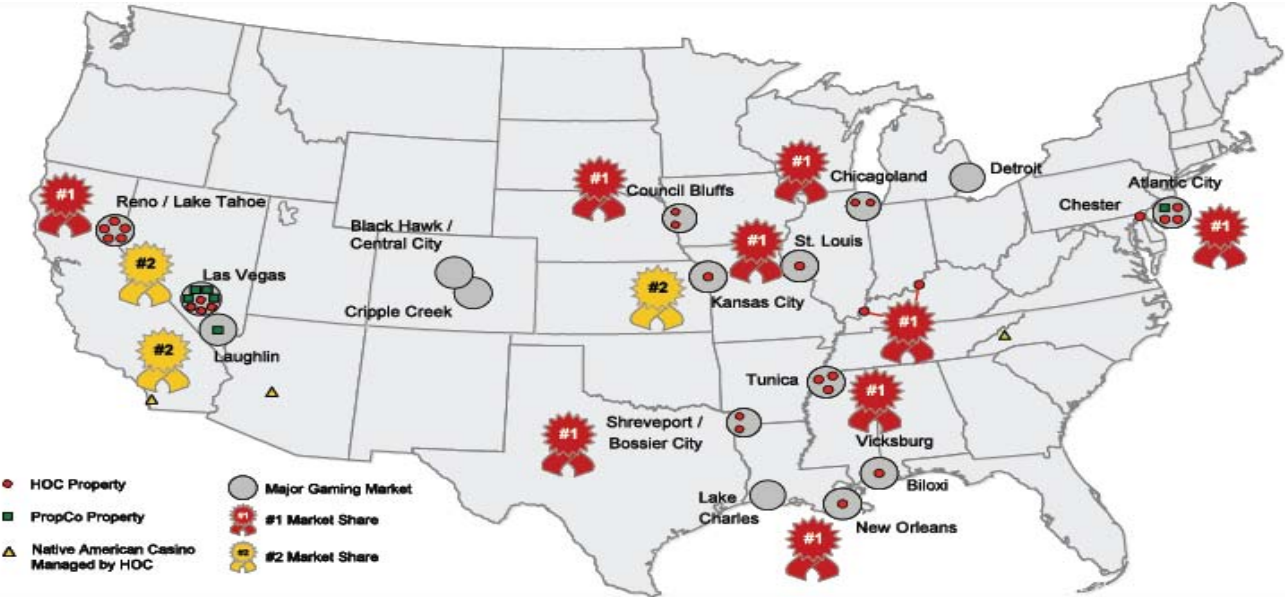 #1
Reno / Lake Tahoe
#2
Las Vegas
#2
Laughlin
Black Hawk /
Central City
Cripple Creek
#1
Council Bluffs
#1
Chicagoland
Detroit
Atlantic City
Chester
#1
#1
St. Louis
#2
Kansas City
#1
Tunica
#1
Vicksburg
Shreveport /
Bossier City
#1
Biloxi
Lake
Charles
New Orleans
#1
HOC Property
PropCo Property
Native American Casino
Managed by HOC
Major Gaming Market
#1
#1 Market Share
#2
#2 Market Share